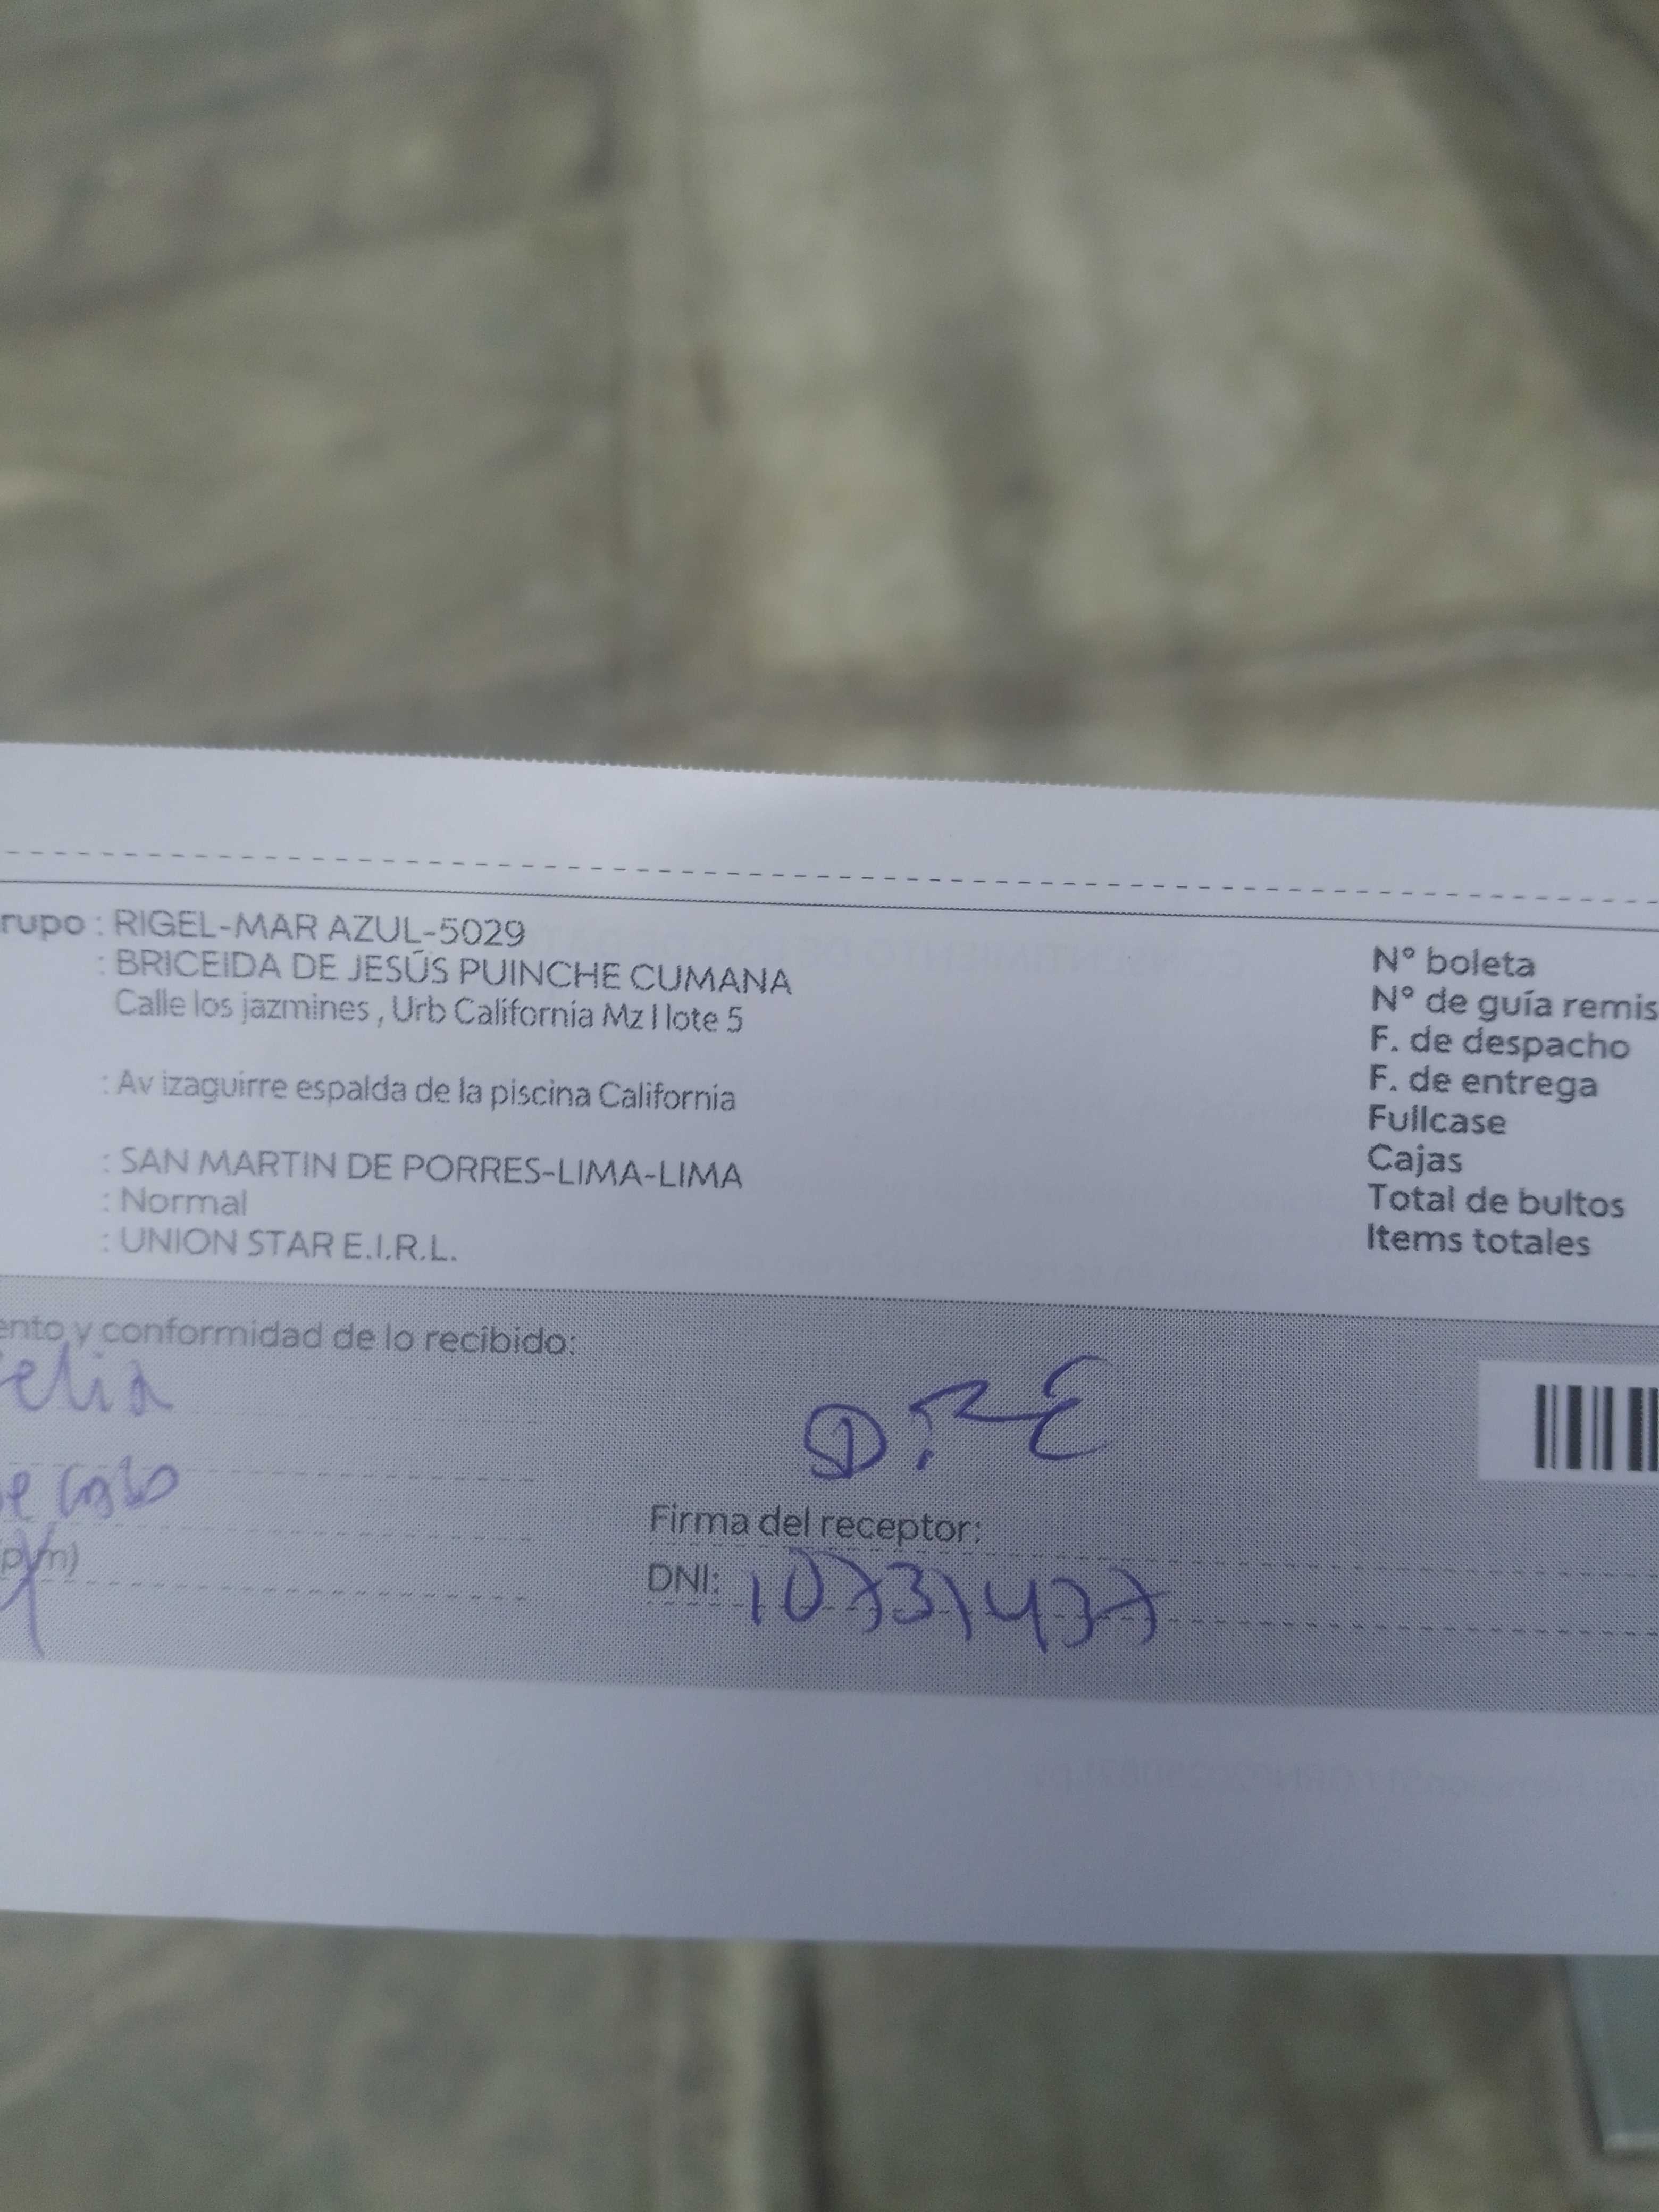 rupo : RIGEL-MAR AZUL-5029
: BRICEIDA DE JESÚS PUINCHE CUMANA
Calle los jazmines , Urb California Mz I lote 5
: Av izaguirre espalda de la piscina California
: SAN MARTIN DE PORRES-LIMA-LIMA
: Normal
: UNION STAR E.I.R.L.
N° boleta
N° de guía remis
F. de despacho
F. de entrega
Fullcase
Cajas
Total de bultos
Items totales
ento y conformidad de lo recibido:
elia
Firma del receptor:
DNI: 10731437